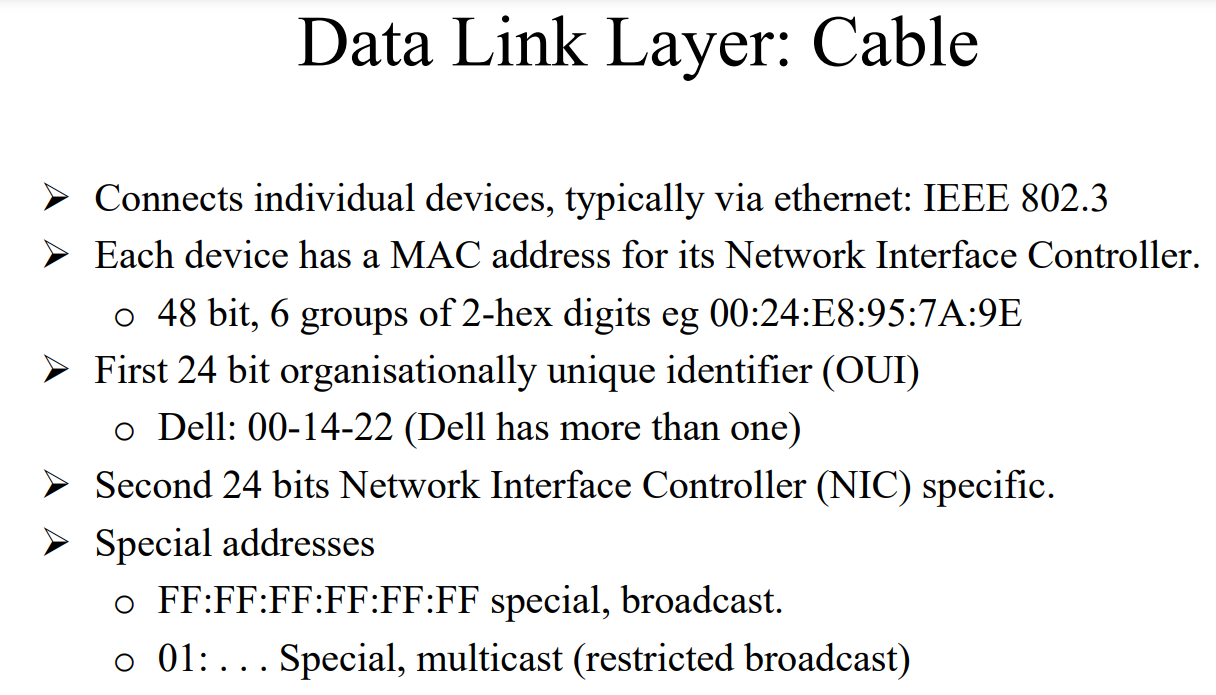 Data Link Layer: Cable
➢ Connects individual devices, typically via ethernet: IEEE 802.3
➢ Each device has a MAC address for its Network Interface Controller.
o 48 bit, 6 groups of 2-hex digits eg 00:24:E8:95:7A:9E
➢ First 24 bit organisationally unique identifier (OUI)
o Dell: 00-14-22 (Dell has more than one)
➢ Second 24 bits Network Interface Controller (NIC) specific.
➢ Special addresses
o FF:FF:FF:FF:FF:FF special, broadcast.
o 01: . . . Special, multicast (restricted broadcast)